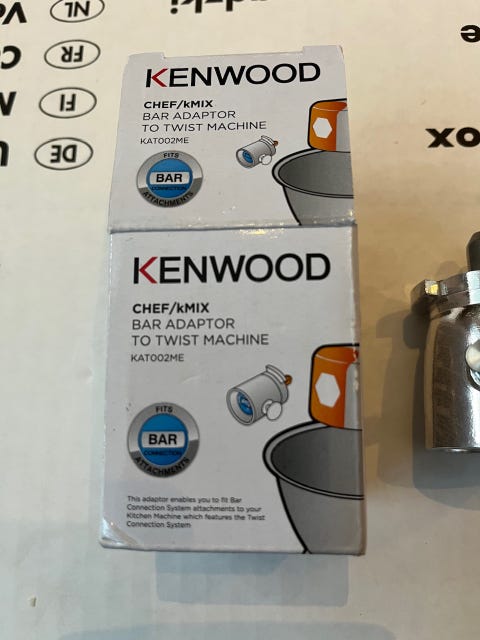 KENWOOD
CHEF/kMIX
BAR ADAPTOR
TO TWIST MACHINE
KAT002ME
FITS
BAR
CONNECTION
ATTACHMENTS
KENWOOD
CHEF/kMIX
BAR ADAPTOR
TO TWIST MACHINE
KAT002ME
FITS
BAR
CONNECTION
ATTACHMENTS
This adaptor enables you to fit Bar
Connection System attachments to your
Kitchen Machine which features the Twist
Connection System
NL
FR
FI
DE
ox